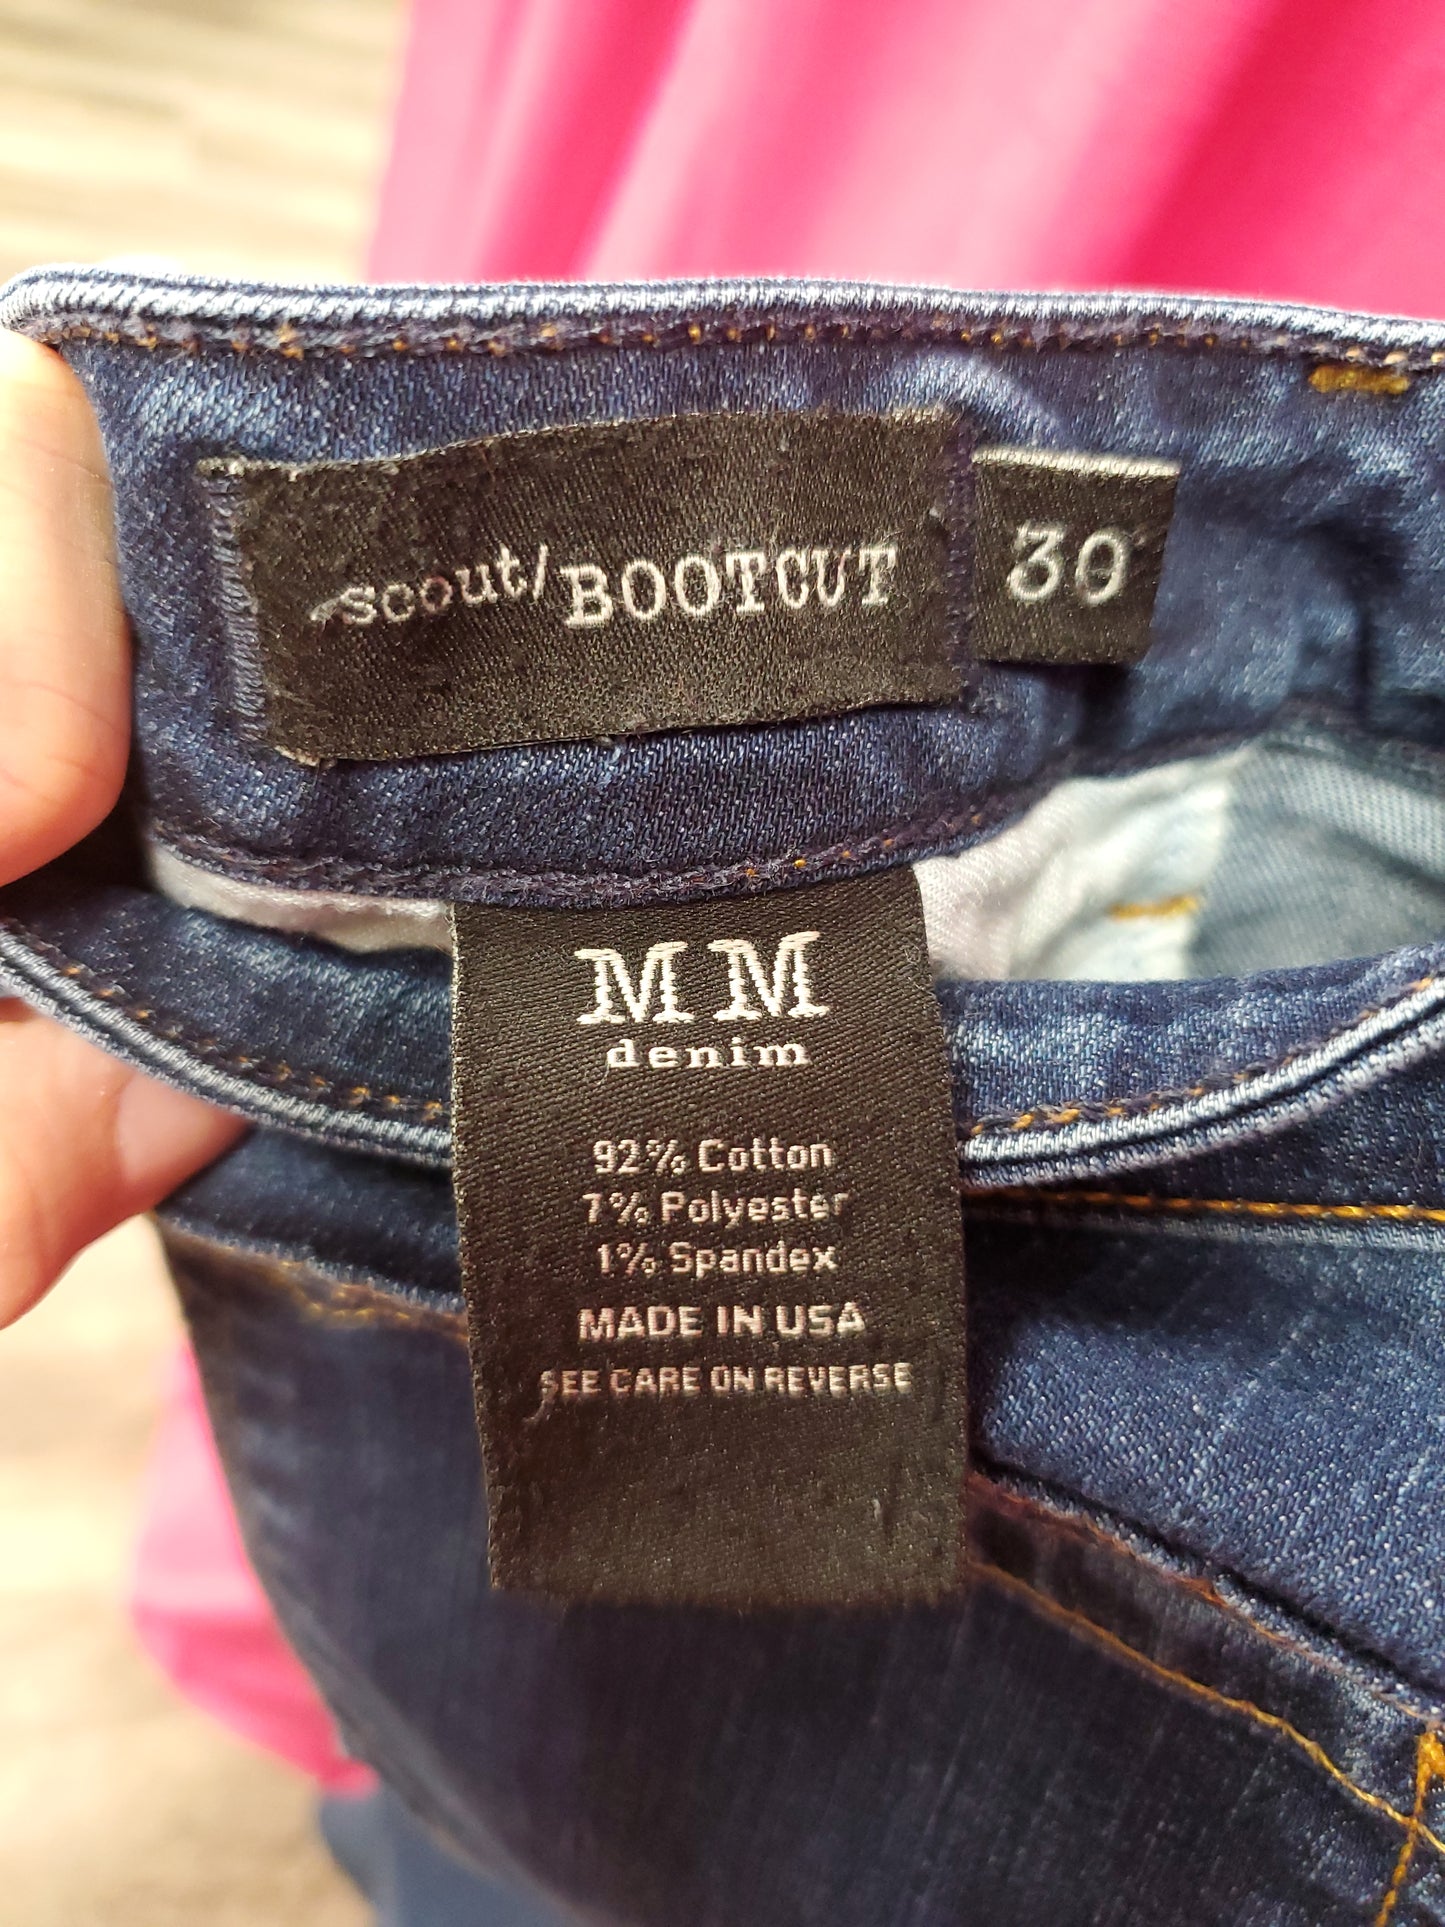 scout/BOOTCUT 30
MM
denim
92% Cotton
7% Polyester
1% Spandex
MADE IN USA
SEE CARE ON REVERSE